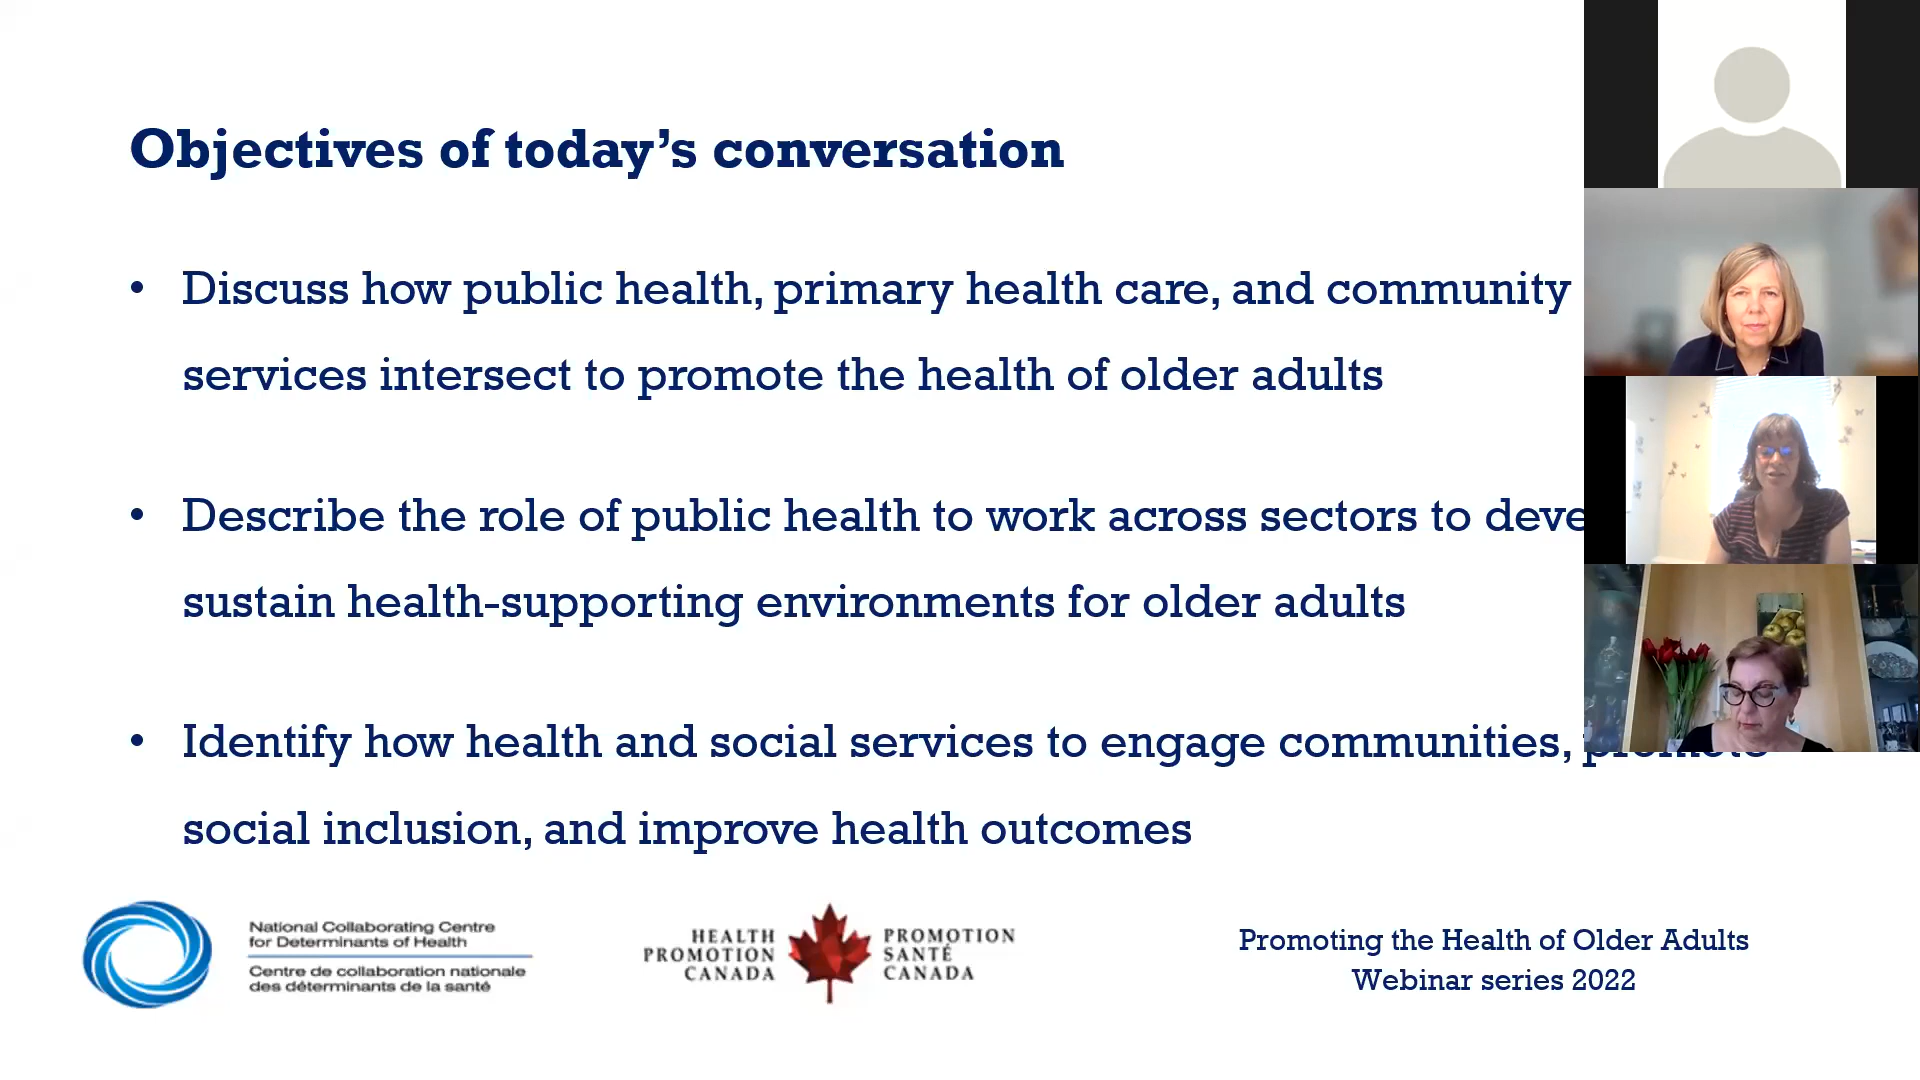 Objectives of today's conversation
• Discuss how public health, primary health care, and community
services intersect to promote the health of older adults
• Describe the role of public health to work across sectors to deve
sustain health-supporting environments for older adults
• Identify how health and social services to engage communities, promote
social inclusion, and improve health outcomes
National Collaborating Centre
for Determinants of Health
Centre de collaboration nationale
des déterminants de la santé
HEALTH
PROMOTION
CANADA
PROMOTION
SANTÉ
CANADA
Promoting the Health of Older Adults
Webinar series 2022